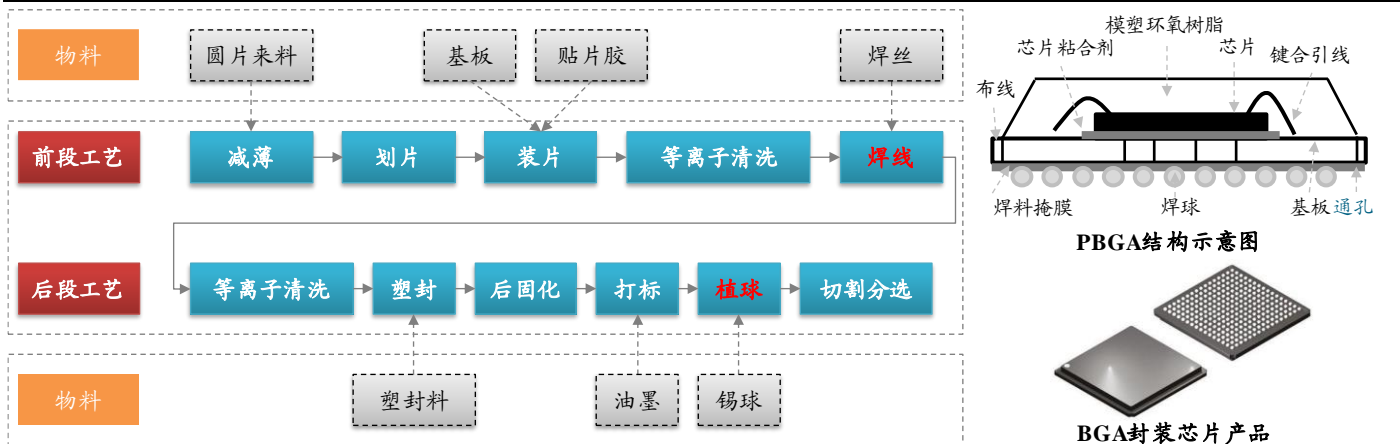 物料
圆片来料
基板
贴片胶
焊丝
前段工艺
减薄
划片
装片
等离子清洗
焊线
后段工艺
等离子清洗
塑封
后固化
打标
植球
切割分选
物料
塑封料
油墨
锡球
模塑环氧树脂
芯片粘合剂
芯片
键合引线
布线
焊料掩膜
焊球
基板
通孔
PBGA结构示意图
BGA封装芯片产品